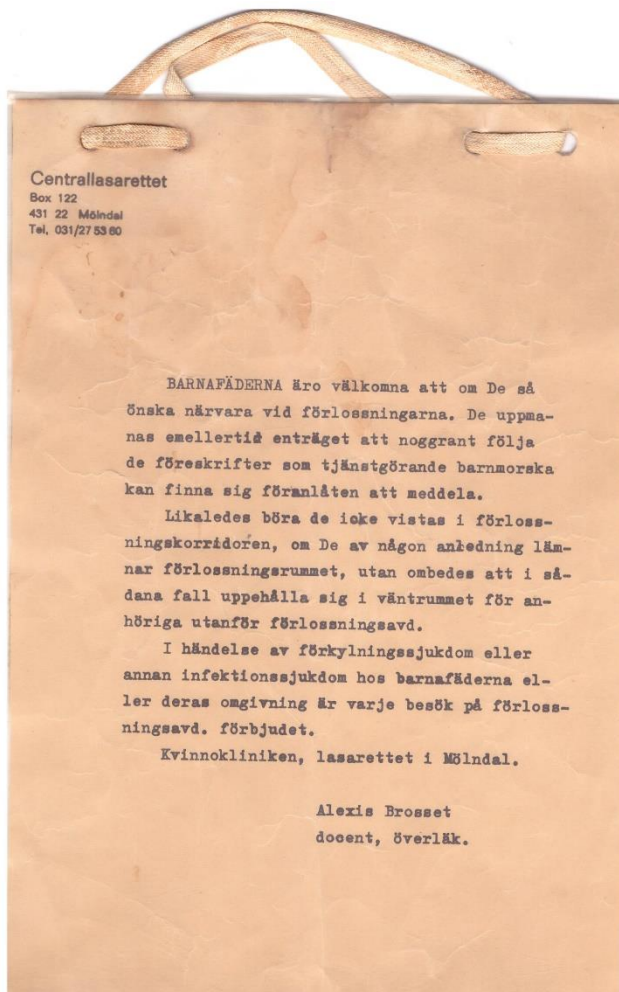 Centrallasarettet
Box 122
431 22 Mölndal
Tel, 031/27 53 60
BARNAFÄDERNA äro välkomna att om De så
önska närvara vid förlossningarna. De uppma-
nas emellertid enträget att noggrant följa
de föreskrifter som tjänstgörande barnmorska
kan finna sig föranlåten att meddela.
Likaledes böra de icke vistas i förloss-
ningskorridoren, om De av någon anledning läm-
nar förlossningsrummet, utan ombedes att i så-
dana fall uppehålla sig i väntrummet för an-
höriga utanför förlossningsavd.
I händelse av förkylningssjukdom eller
annan infektionssjukdom hos barnafäderna el-
ler deras omgivning är varje besök på förloss-
ningsavd. förbjudet.
Kvinnokliniken, lasarettet i Mölndal.
Alexis Brosset
docent, överläk.